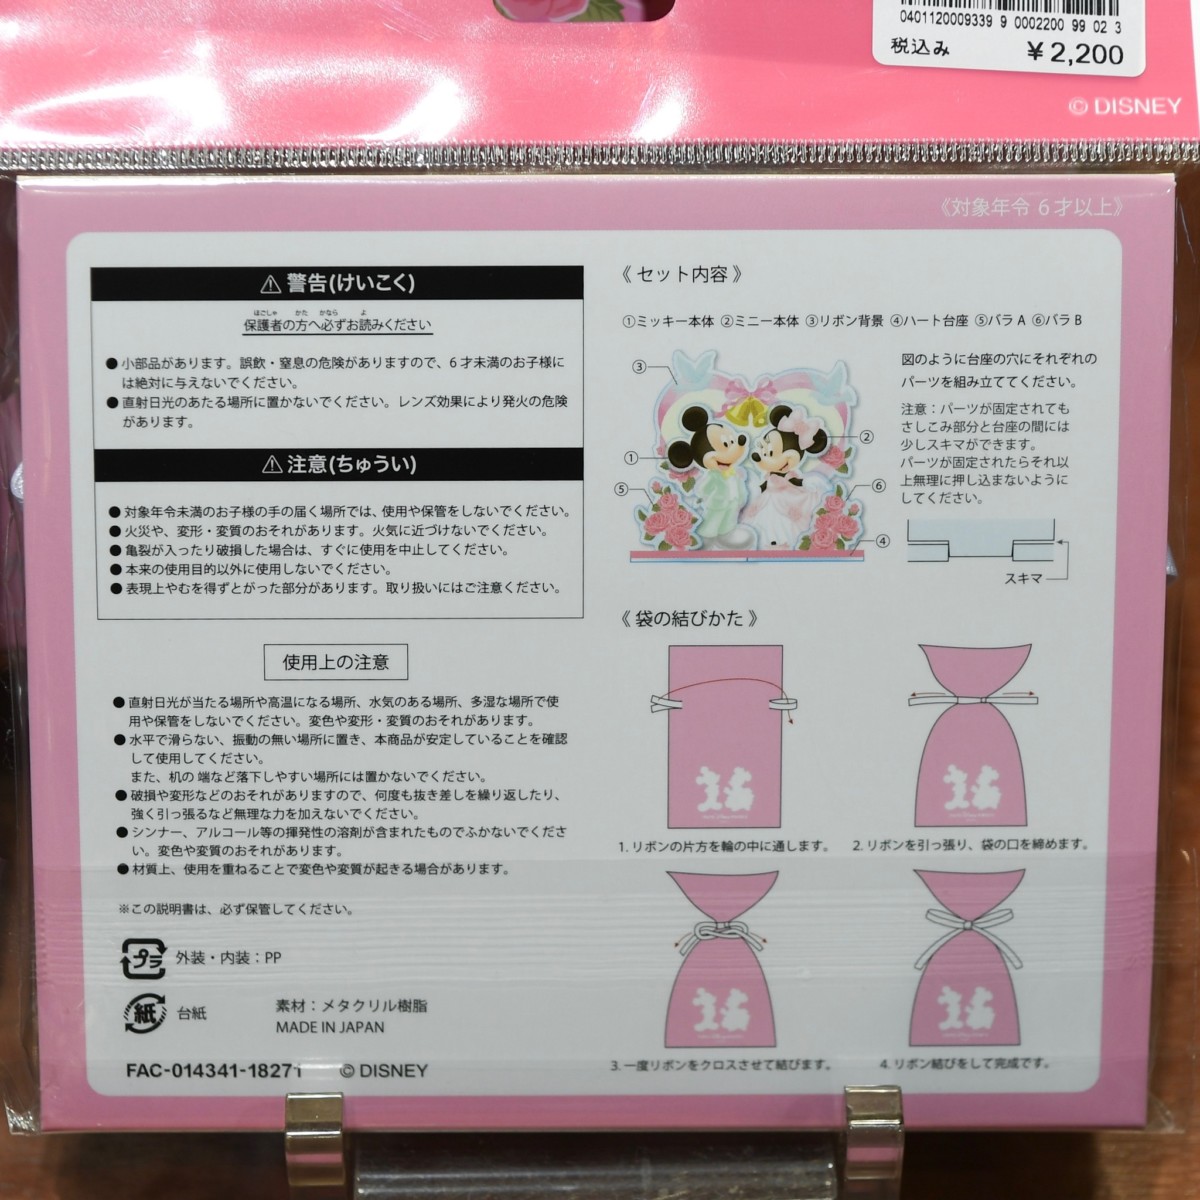 0401120009339 9 0002200 99 02 3
税込み ¥2,200
© DISNEY
《対象年令 6才以上》
⚠ 警告(けいこく)
ほごしゃ かた かなら よ
保護者の方へ必ずお読みください
●小部品があります。誤飲・窒息の危険がありますので、6才未満のお子様に
は絶対に与えないでください。
●直射日光のあたる場所に置かないでください。レンズ効果により発火の危険
があります。
⚠ 注意(ちゅうい)
●対象年令未満のお子様の手の届く場所では、使用や保管をしないでください。
●火災や、変形・変質のおそれがあります。火気に近づけないでください。
●亀裂が入ったり破損した場合は、すぐに使用を中止してください。
●本来の使用目的以外に使用しないでください。
●表現上やむを得ずとがった部分があります。取り扱いにはご注意ください。
使用上の注意
●直射日光が当たる場所や高温になる場所、水気のある場所、多湿な場所で使
用や保管をしないでください。変色や変形・変質のおそれがあります。
●水平で滑らない、振動の無い場所に置き、本商品が安定していることを確認
して使用してください。
また、机の 端など落下しやすい場所には置かないでください。
●破損や変形などのおそれがありますので、何度も抜き差しを繰り返したり、
強く引っ張るなど無理な力を加えないでください。
●シンナー、アルコール等の揮発性の溶剤が含まれたものでふかないでくださ
い。変色や変質のおそれがあります。
●材質上、使用を重ねることで変色や変質が起きる場合があります。
※この説明書は、必ず保管してください。
プラ 外装・内装：PP
紙 台紙
素材：メタクリル樹脂
MADE IN JAPAN
FAC-014341-18271 © DISNEY
《 セット内容 》
①ミッキー本体 ②ミニー本体 ③リボン背景 ④ハート台座 ⑤バラ A ⑥バラ B
③
①
⑤
②
⑥
④
図のように台座の穴にそれぞれの
パーツを組み立ててください。
注意：パーツが固定されても
さしこみ部分と台座の間には
少しスキマができます。
パーツが固定されたらそれ以
上無理に押し込まないように
してください。
スキマ
《 袋の結びかた 》
1. リボンの片方を輪の中に通します。
2. リボンを引っ張り、袋の口を締めます。
3. 一度リボンをクロスさせて結びます。
4. リボン結びをして完成です。